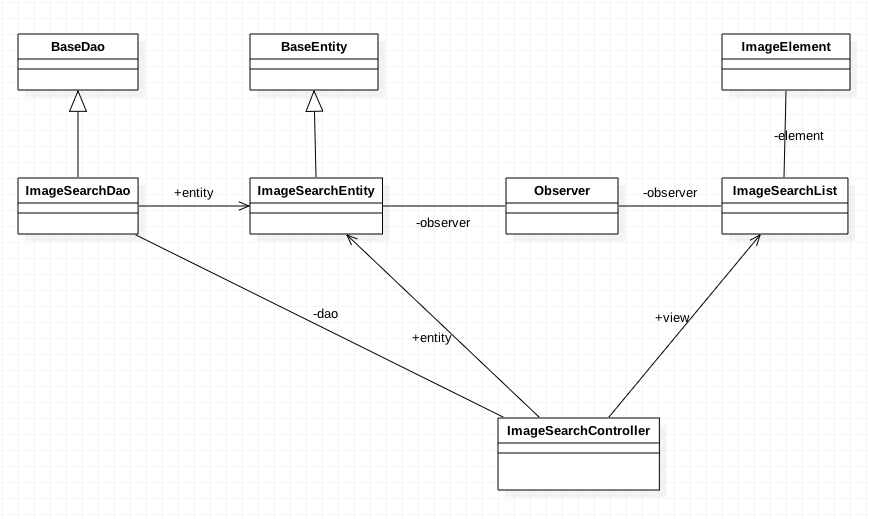 BaseDao
BaseEntity
ImageElement
-element
ImageSearchDao
+entity
ImageSearchEntity
-observer
Observer
-observer
ImageSearchList
-dao
+entity
+view
ImageSearchController